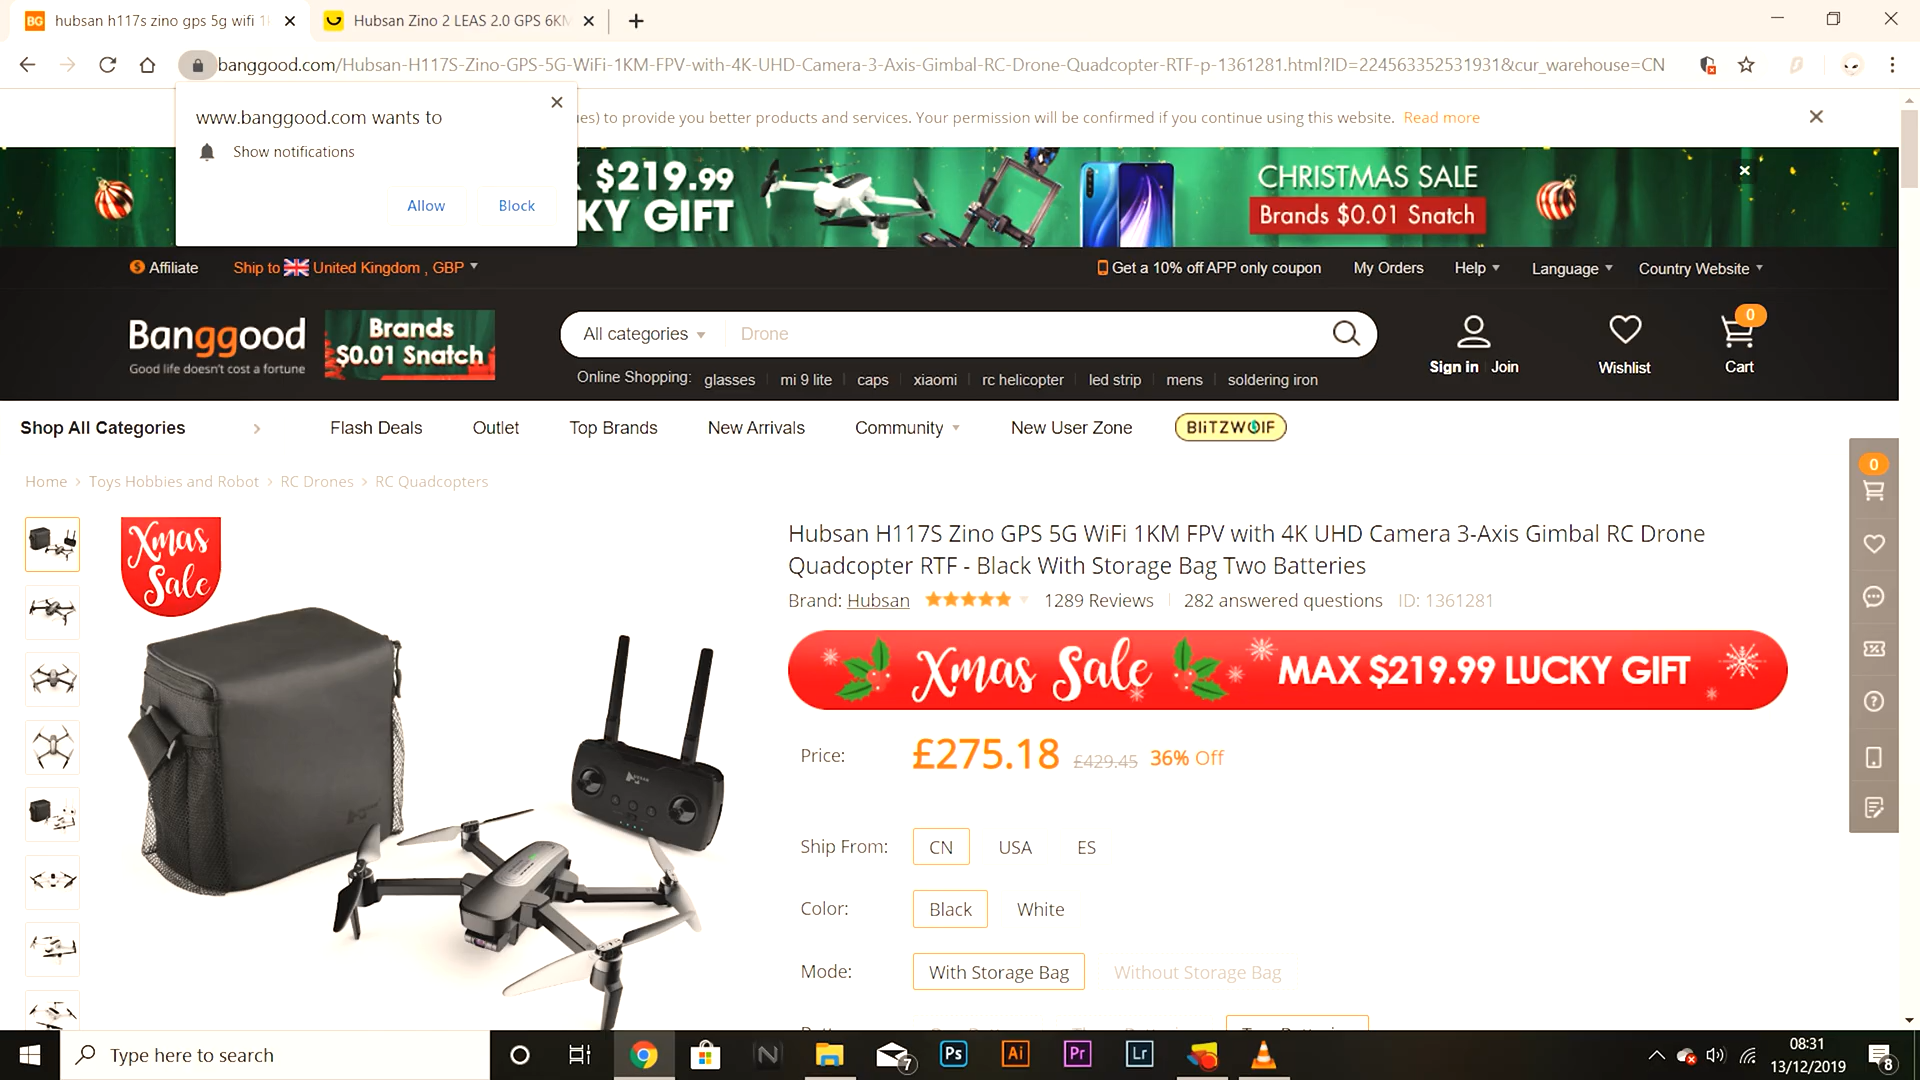 hubsan h117s zino gps 5g wifi 1
Hubsan Zino 2 LEAS 2.0 GPS 6KM
banggood.com/Hubsan-H117S-Zino-GPS-5G-WiFi-1KM-FPV-with-4K-UHD-Camera-3-Axis-Gimbal-RC-Drone-Quadcopter-RTF-p-1361281.html?ID=224563352531931&cur_warehouse=CN
www.banggood.com wants to
Show notifications
Allow Block
es) to provide you better products and services. Your permission will be confirmed if you continue using this website. Read more
$219.99
KY GIFT
CHRISTMAS SALE
Brands $0.01 Snatch
Affiliate Ship to United Kingdom , GBP Get a 10% off APP only coupon My Orders Help Language Country Website
Banggood
Good life doesn't cost a fortune
Brands
$0.01 Snatch
All categories Drone
Online Shopping: glasses mi 9 lite caps xiaomi rc helicopter led strip mens soldering iron
Sign in Join
Wishlist
0
Cart
Shop All Categories Flash Deals Outlet Top Brands New Arrivals Community New User Zone BLiTZWOlF
0
Home > Toys Hobbies and Robot > RC Drones > RC Quadcopters
Xmas
Sale
Hubsan H117S Zino GPS 5G WiFi 1KM FPV with 4K UHD Camera 3-Axis Gimbal RC Drone
Quadcopter RTF - Black With Storage Bag Two Batteries
Brand: Hubsan 1289 Reviews 282 answered questions ID: 1361281
Xmas Sale MAX $219.99 LUCKY GIFT
Price: £275.18 £429.45 36% Off
Ship From: CN USA ES
Color: Black White
Mode: With Storage Bag Without Storage Bag
Type here to search
7
Ps
Ai
Pr
Lr
08:31
13/12/2019
8